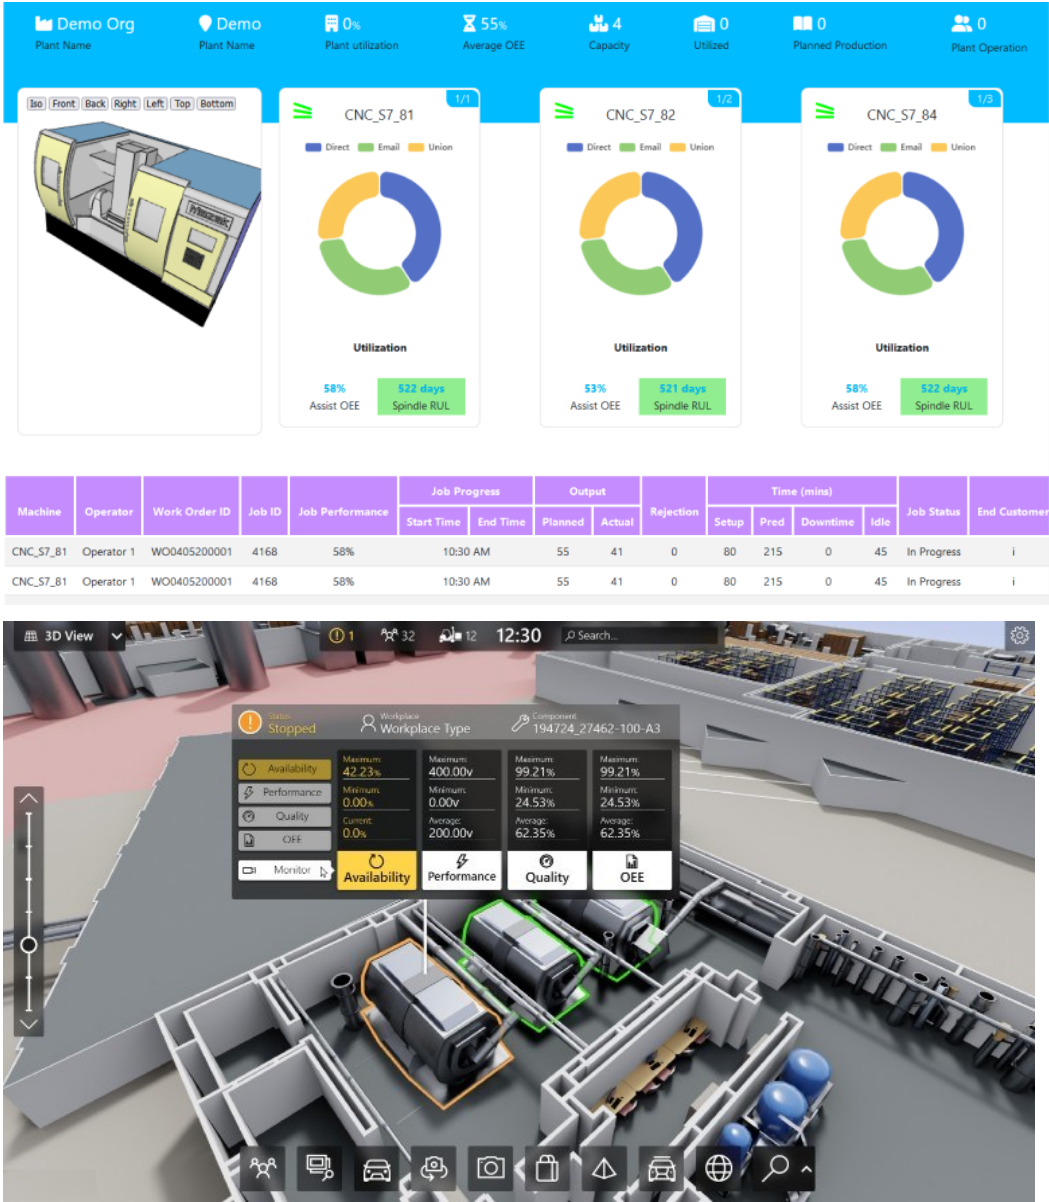 Demo Org
Plant Name
Demo
Plant Name
0%
Plant utilization
55%
Average OEE
4
Capacity
0
Utilized
0
Planned Production
0
Plant Operation
Iso Front Back Right Left Top Bottom
Mazak
1/1
CNC_S7_81
Direct Email Union
Utilization
58%
Assist OEE
522 days
Spindle RUL
1/2
CNC_S7_82
Direct Email Union
Utilization
53%
Assist OEE
521 days
Spindle RUL
1/3
CNC_S7_84
Direct Email Union
Utilization
58%
Assist OEE
522 days
Spindle RUL
Job Progress Output Time (mins)
Machine Operator Work Order ID Job ID Job Performance Rejection Job Status End Customer
Start Time End Time Planned Actual Setup Pred Downtime Idle
CNC_S7_81 Operator 1 WO0405200001 4168 58% 10:30 AM 55 41 0 80 215 0 45 In Progress i
CNC_S7_81 Operator 1 WO0405200001 4168 58% 10:30 AM 55 41 0 80 215 0 45 In Progress i
3D View 1 32 12 12:30 Search...
Status
Stopped
Workplace
Workplace Type
Component
194724_27462-100-A3
Availability
Performance
Quality
OEE
Monitor
Maximum:
42.23%
Minimum:
0.00%
Current:
0.0%
Availability
Maximum:
400.00v
Minimum:
0.00v
Average:
200.00v
Performance
Maximum:
99.21%
Minimum:
24.53%
Average:
62.35%
Quality
Maximum:
99.21%
Minimum:
24.53%
Average:
62.35%
OEE